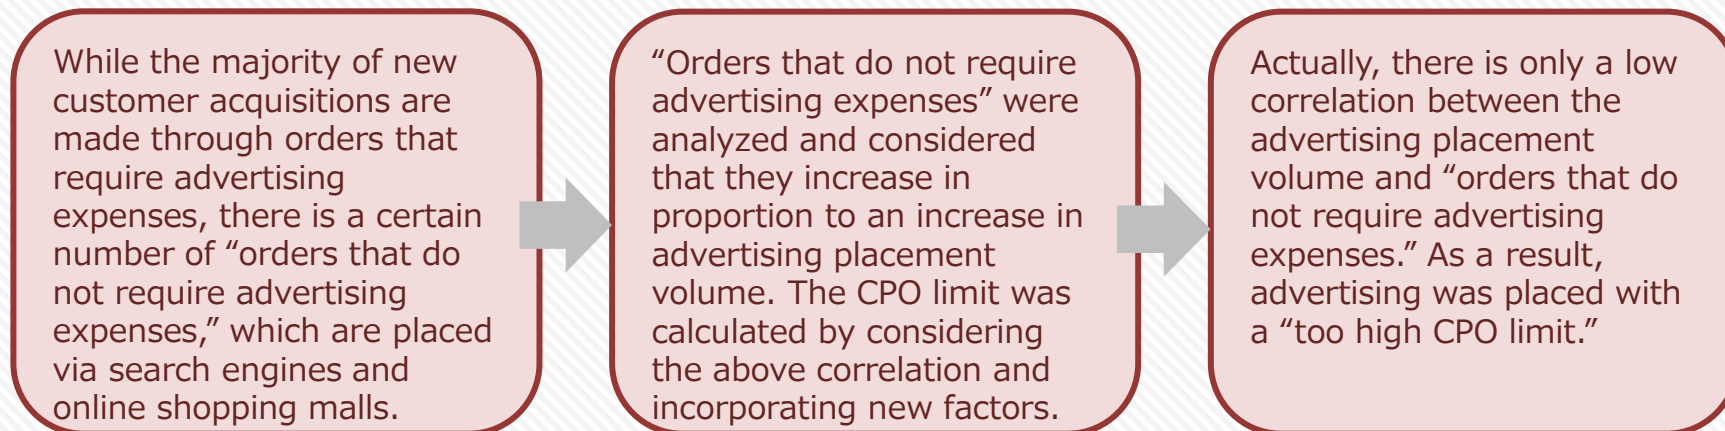 While the majority of new
customer acquisitions are
made through orders that
require advertising
expenses, there is a certain
number of “orders that do
not require advertising
expenses,” which are placed
via search engines and
online shopping malls.
“Orders that do not require
advertising expenses” were
analyzed and considered
that they increase in
proportion to an increase in
advertising placement
volume. The CPO limit was
calculated by considering
the above correlation and
incorporating new factors.
Actually, there is only a low
correlation between the
advertising placement
volume and “orders that do
not require advertising
expenses.” As a result,
advertising was placed with
a “too high CPO limit.”